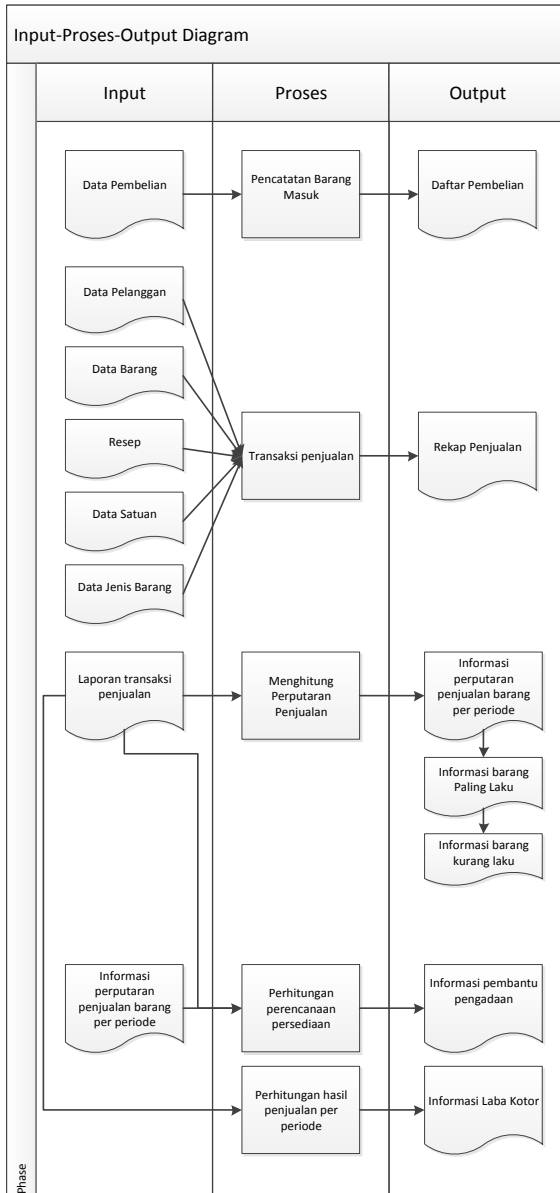 Input-Proses-Output Diagram
Input
Proses
Output
Data Pembelian
Pencatatan Barang
Masuk
Daftar Pembelian
Data Pelanggan
Data Barang
Resep
Data Satuan
Data Jenis Barang
Transaksi penjualan
Rekap Penjualan
Laporan transaksi
penjualan
Menghitung
Perputaran
Penjualan
Informasi
perputaran
penjualan barang
per periode
Informasi barang
Paling Laku
Informasi barang
kurang laku
Informasi
perputaran
penjualan barang
per periode
Perhitungan
perencanaan
persediaan
Informasi pembantu
pengadaan
Perhitungan hasil
penjualan per
periode
Informasi Laba Kotor
Phase